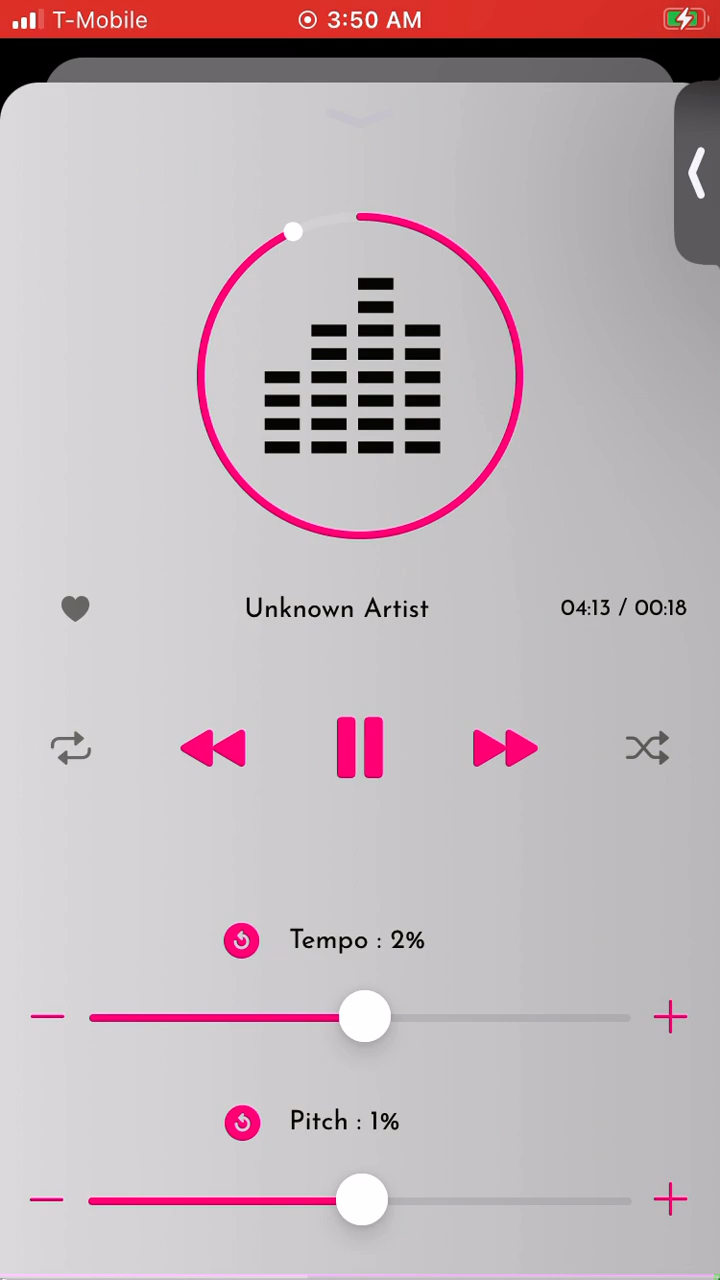 T-Mobile
3:50 AM
Unknown Artist
04:13 / 00:18
Tempo : 2%
Pitch : 1%